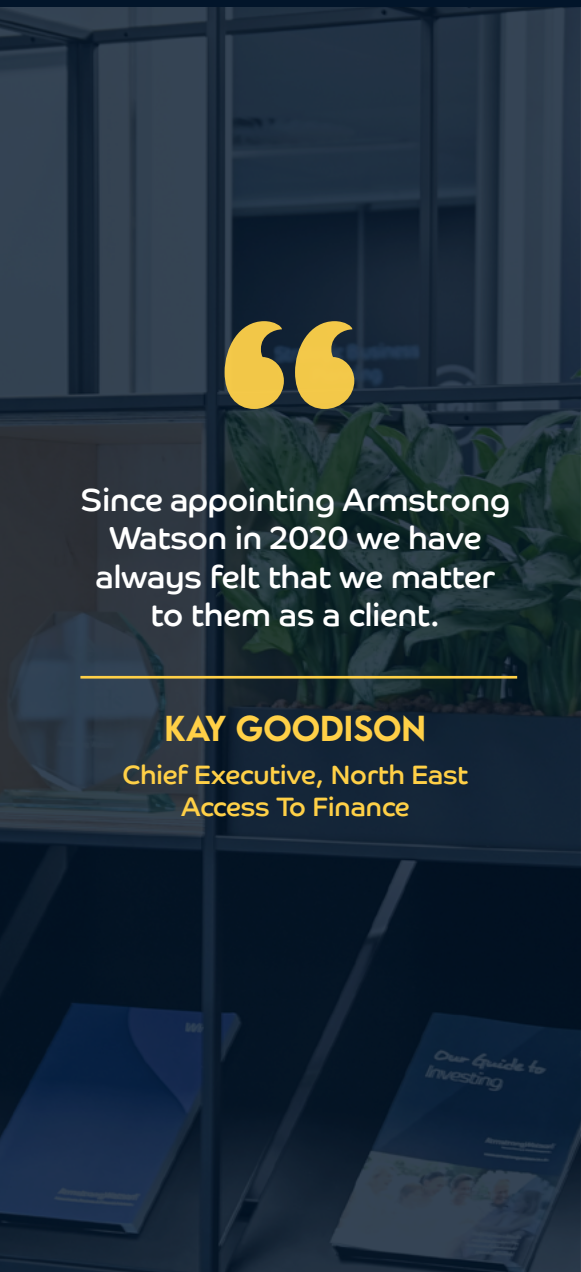 Since appointing Armstrong
Watson in 2020 we have
always felt that we matter
to them as a client.
KAY GOODISON
Chief Executive, North East
Access To Finance
Our Guide to
Investing